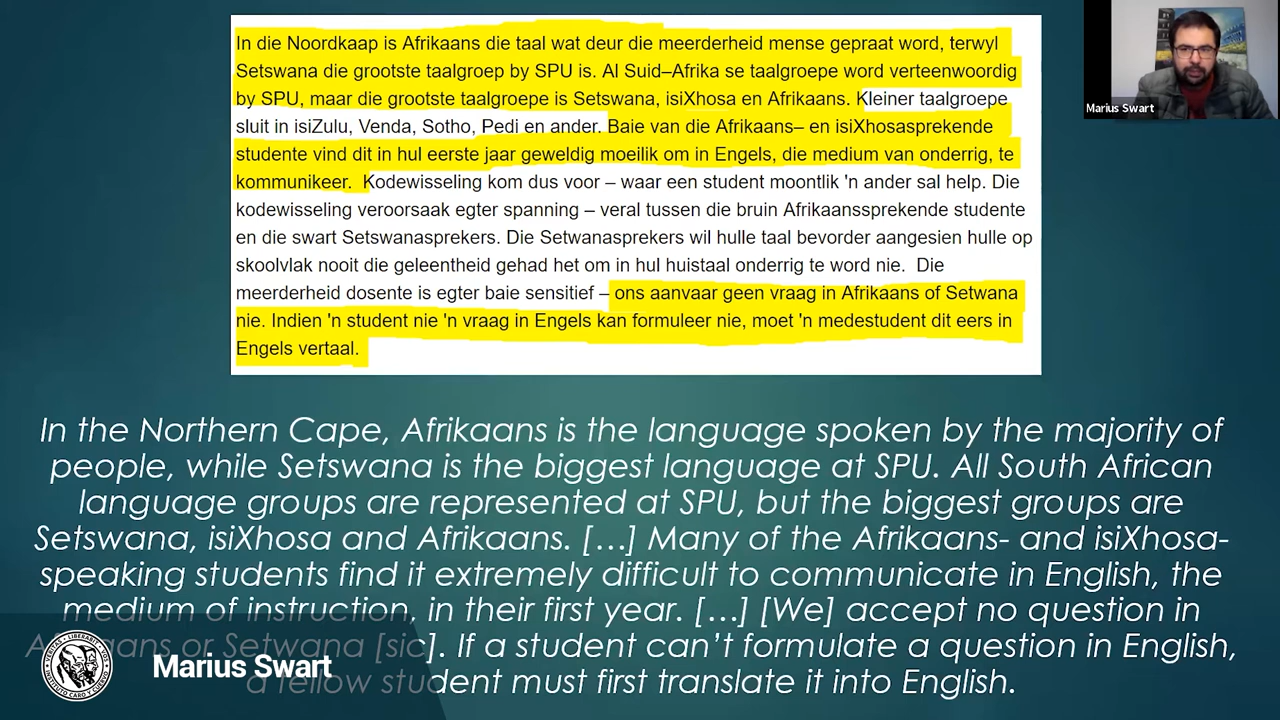 In die Noordkaap is Afrikaans die taal wat deur die meerderheid mense gepraat word, terwyl
Setswana die grootste taalgroep by SPU is. Al Suid–Afrika se taalgroepe word verteenwoordig
by SPU, maar die grootste taalgroepe is Setswana, isiXhosa en Afrikaans. Kleiner taalgroepe
sluit in isiZulu, Venda, Sotho, Pedi en ander. Baie van die Afrikaans– en isiXhosasprekende
studente vind dit in hul eerste jaar geweldig moeilik om in Engels, die medium van onderrig, te
kommunikeer. Kodewisseling kom dus voor – waar een student moontlik 'n ander sal help. Die
kodewisseling veroorsaak egter spanning – veral tussen die bruin Afrikaanssprekende studente
en die swart Setswanasprekers. Die Setwanasprekers wil hulle taal bevorder aangesien hulle op
skoolvlak nooit die geleentheid gehad het om in hul huistaal onderrig te word nie. Die
meerderheid dosente is egter baie sensitief – ons aanvaar geen vraag in Afrikaans of Setwana
nie. Indien 'n student nie 'n vraag in Engels kan formuleer nie, moet 'n medestudent dit eers in
Engels vertaal.
Marius Swart
In the Northern Cape, Afrikaans is the language spoken by the majority of
people, while Setswana is the biggest language at SPU. All South African
language groups are represented at SPU, but the biggest groups are
Setswana, isiXhosa and Afrikaans. […] Many of the Afrikaans- and isiXhosa-
speaking students find it extremely difficult to communicate in English, the
medium of instruction, in their first year. […] [We] accept no question in
Afrikaans or Setwana [sic]. If a student can't formulate a question in English,
a fellow student must first translate it into English.
Marius Swart